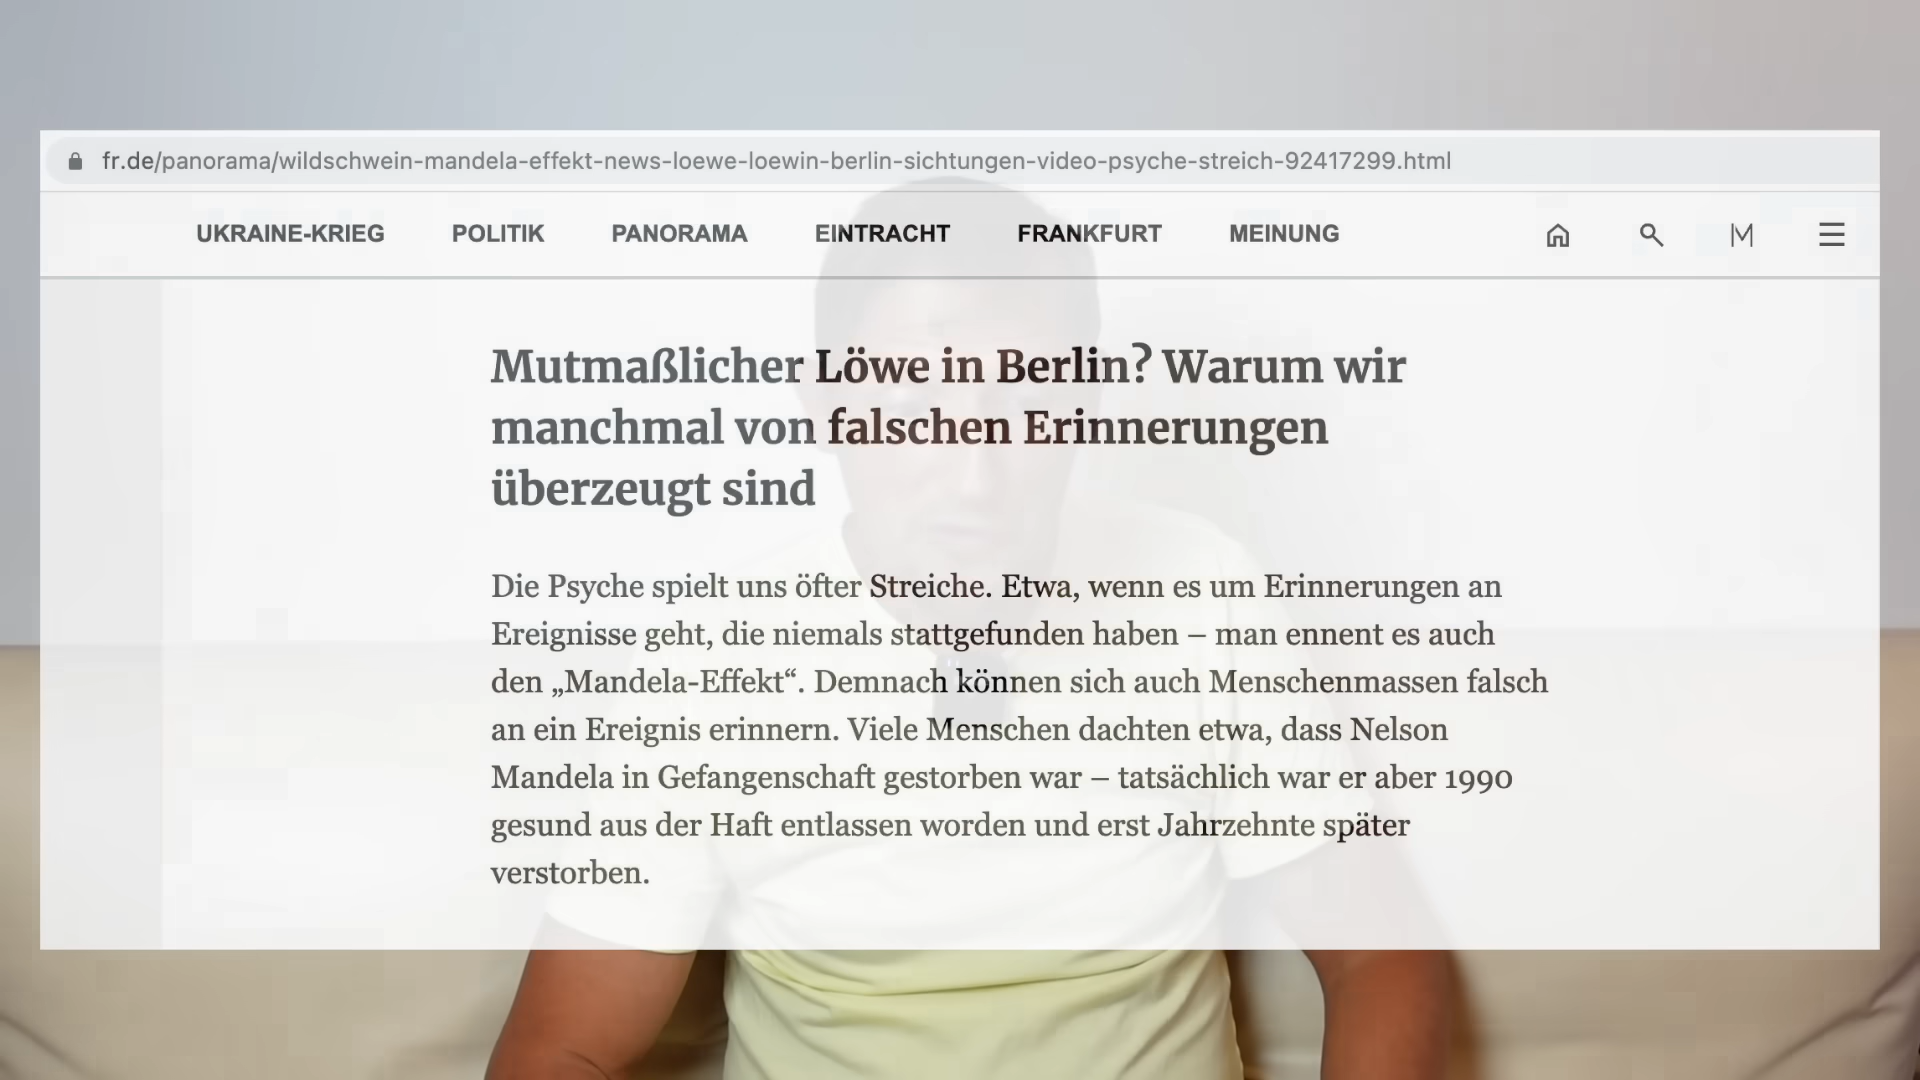 fr.de/panorama/wildschwein-mandela-effekt-news-loewe-loewin-berlin-sichtungen-video-psyche-streich-92417299.html
UKRAINE-KRIEG POLITIK PANORAMA EINTRACHT FRANKFURT MEINUNG
Mutmaßlicher Löwe in Berlin? Warum wir
manchmal von falschen Erinnerungen
überzeugt sind
Die Psyche spielt uns öfter Streiche. Etwa, wenn es um Erinnerungen an
Ereignisse geht, die niemals stattgefunden haben – man ennent es auch
den „Mandela-Effekt“. Demnach können sich auch Menschenmassen falsch
an ein Ereignis erinnern. Viele Menschen dachten etwa, dass Nelson
Mandela in Gefangenschaft gestorben war – tatsächlich war er aber 1990
gesund aus der Haft entlassen worden und erst Jahrzehnte später
verstorben.